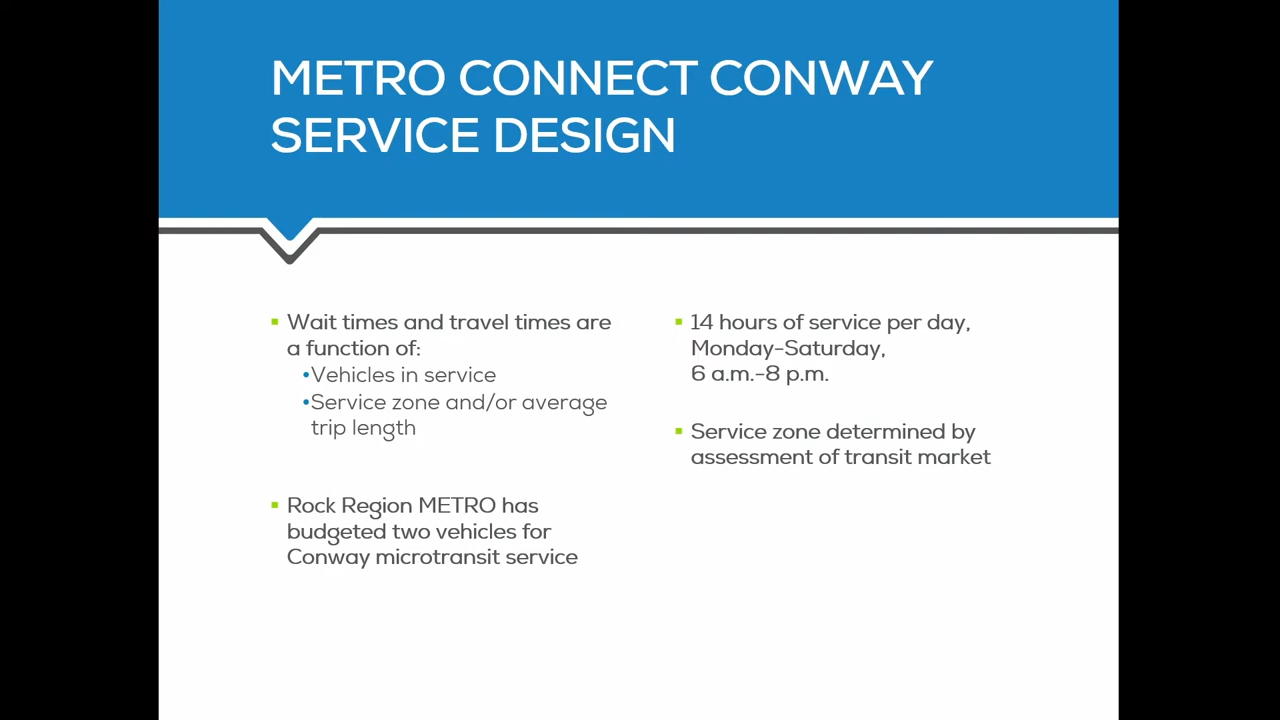 METRO CONNECT CONWAY
SERVICE DESIGN
Wait times and travel times are
a function of:
•Vehicles in service
•Service zone and/or average
trip length
Rock Region METRO has
budgeted two vehicles for
Conway microtransit service
14 hours of service per day,
Monday-Saturday,
6 a.m.-8 p.m.
Service zone determined by
assessment of transit market